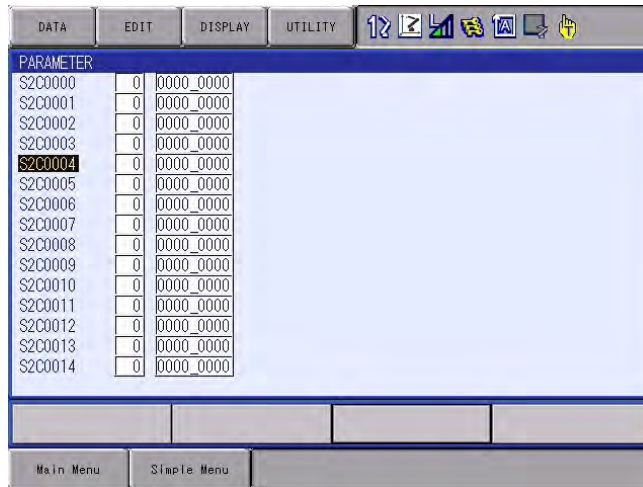 DATA EDIT DISPLAY UTILITY
PARAMETER
S2C0000 0 0000_0000
S2C0001 0 0000_0000
S2C0002 0 0000_0000
S2C0003 0 0000_0000
S2C0004 0 0000_0000
S2C0005 0 0000_0000
S2C0006 0 0000_0000
S2C0007 0 0000_0000
S2C0008 0 0000_0000
S2C0009 0 0000_0000
S2C0010 0 0000_0000
S2C0011 0 0000_0000
S2C0012 0 0000_0000
S2C0013 0 0000_0000
S2C0014 0 0000_0000
Main Menu Simple Menu